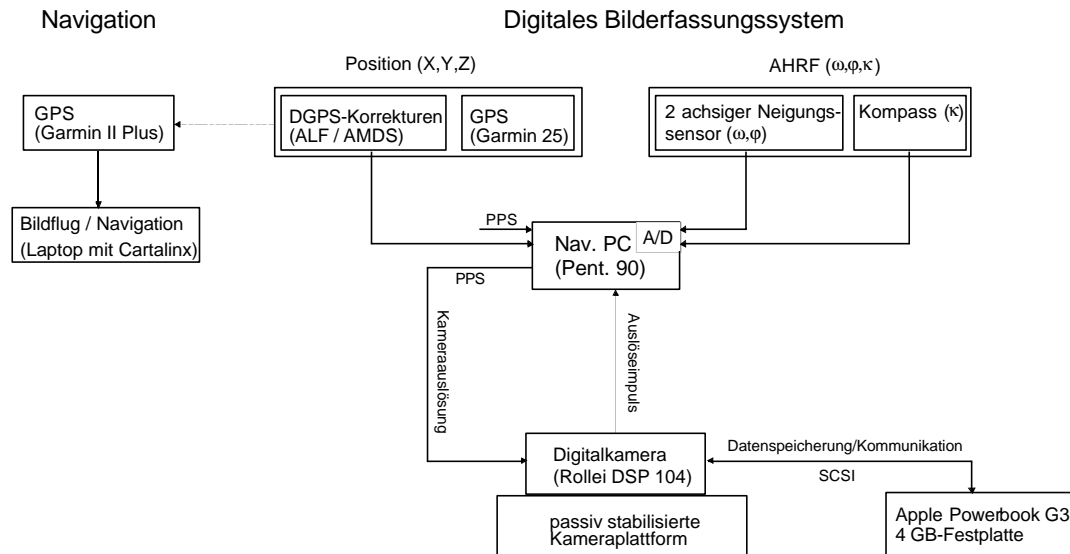 Navigation
Digitales Bilderfassungssystem
Position (X,Y,Z)
AHRF (ω,φ,κ)
GPS
(Garmin II Plus)
DGPS-Korrekturen
(ALF / AMDS)
GPS
(Garmin 25)
2 achsiger Neigungs-
sensor (ω,φ)
Kompass (κ)
Bildflug / Navigation
(Laptop mit Cartalinx)
PPS
A/D
Nav. PC
(Pent. 90)
PPS
Kameraauslösung
Auslöseimpuls
Digitalkamera
(Rollei DSP 104)
Datenspeicherung/Kommunikation
SCSI
passiv stabilisierte
Kameraplattform
Apple Powerbook G3
4 GB-Festplatte